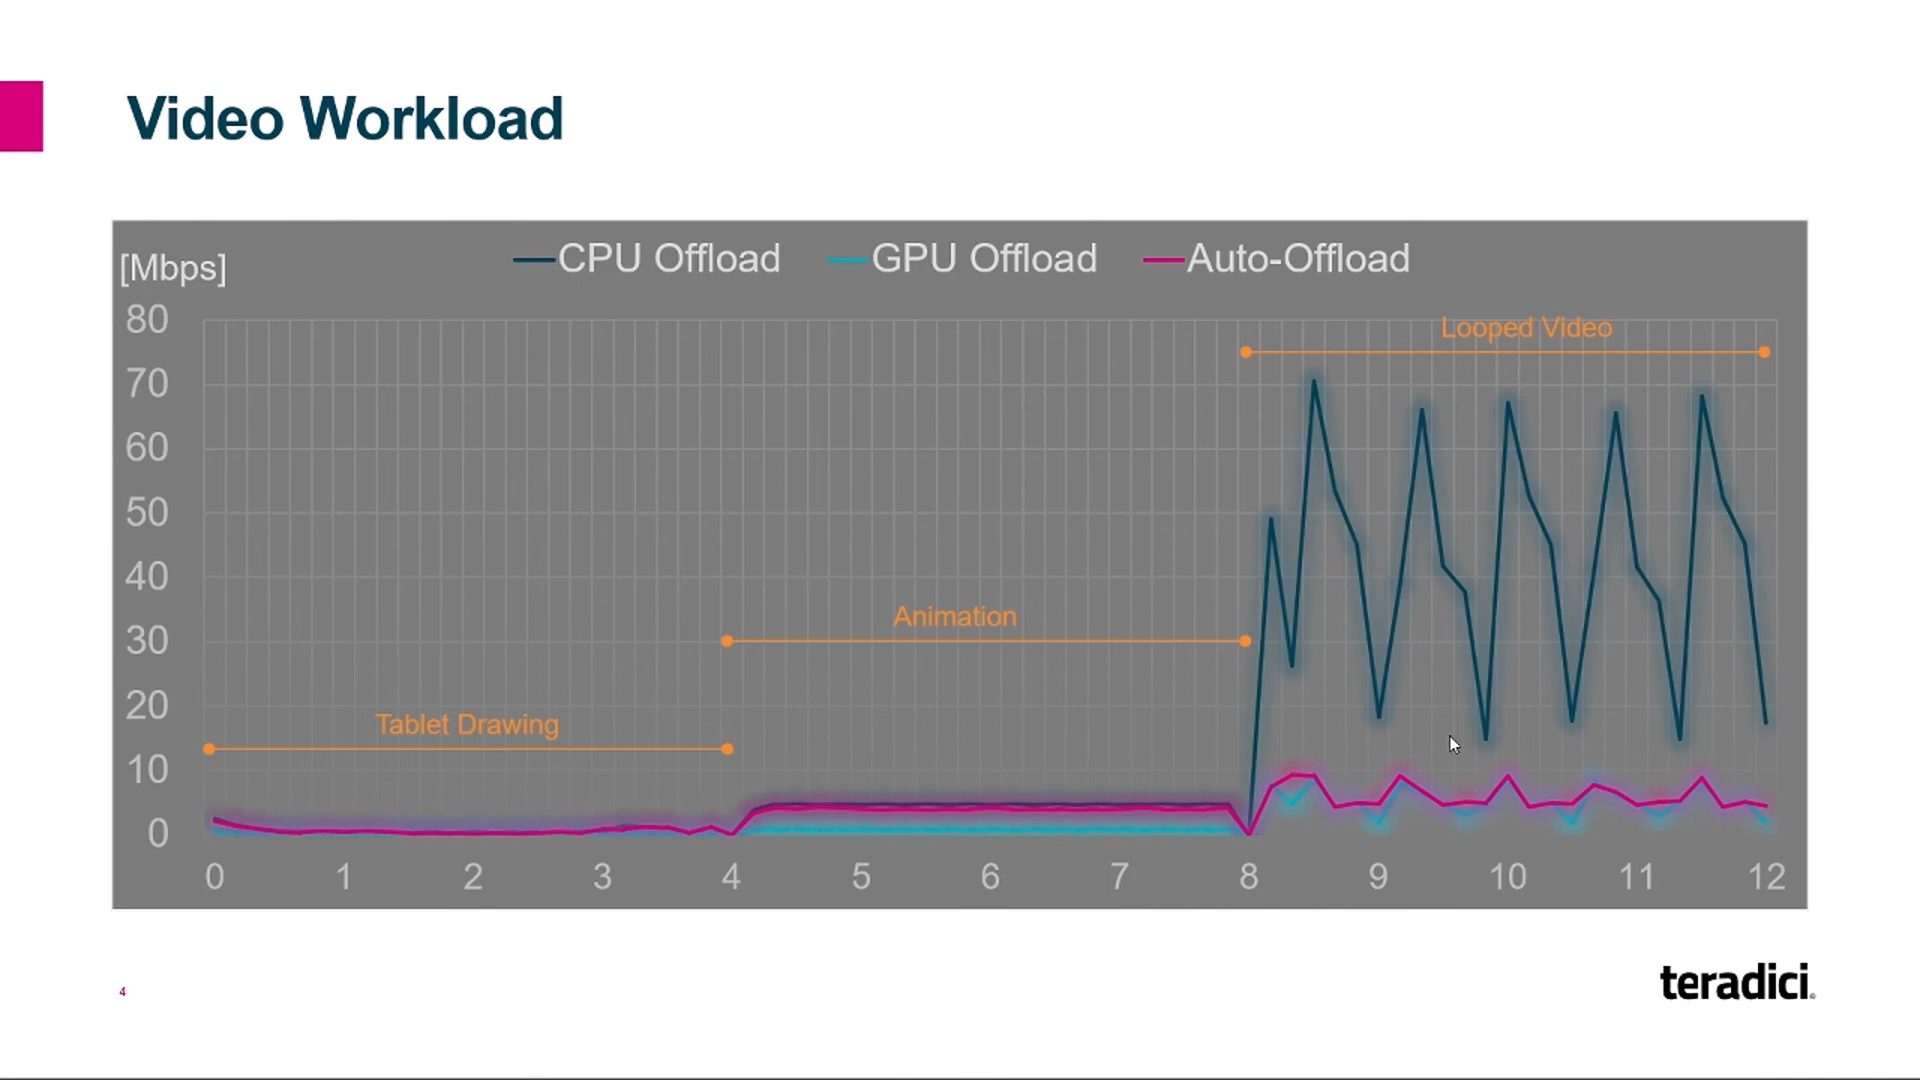 Video Workload
[Mbps]
CPU Offload GPU Offload Auto-Offload
80
70
60
50
40
30
20
10
0
Looped Video
Animation
Tablet Drawing
0 1 2 3 4 5 6 7 8 9 10 11 12
4
teradici